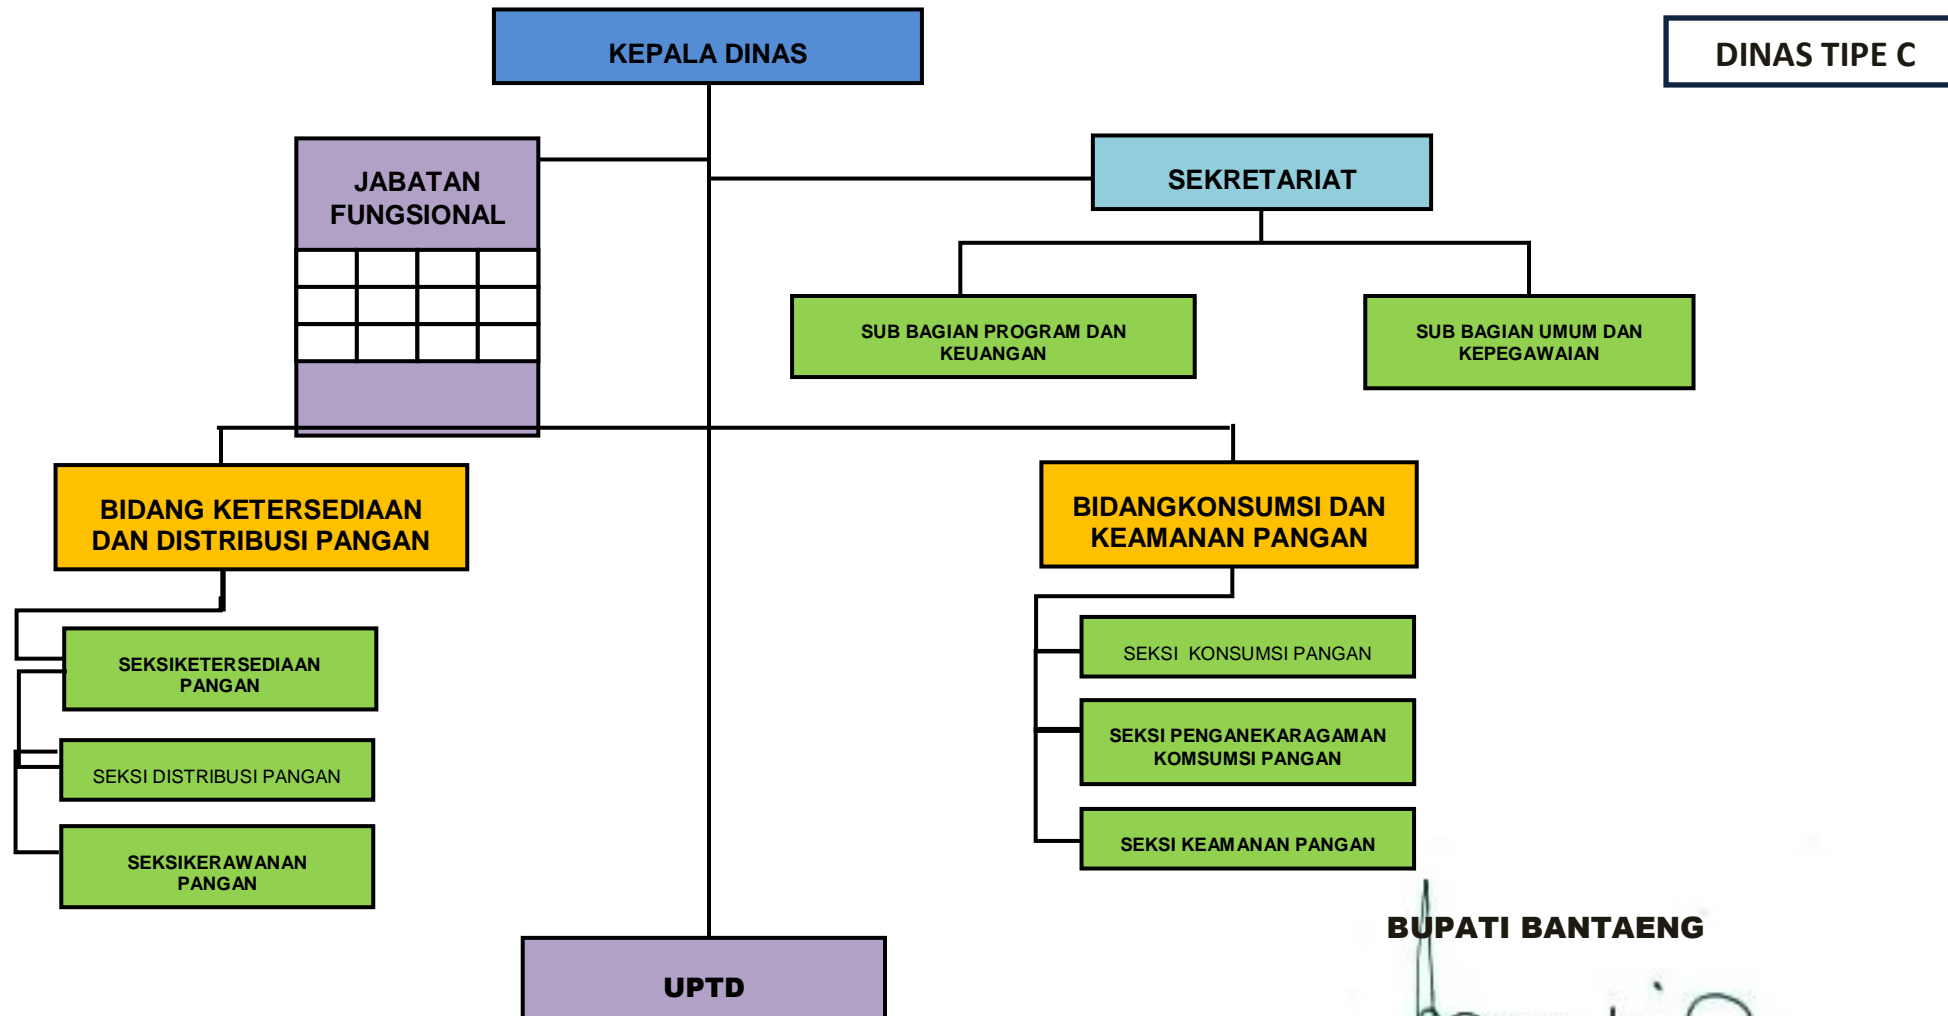 KEPALA DINAS
DINAS TIPE C
JABATAN
FUNGSIONAL
SEKRETARIAT
SUB BAGIAN PROGRAM DAN
KEUANGAN
SUB BAGIAN UMUM DAN
KEPEGAWAIAN
BIDANG KETERSEDIAAN
DAN DISTRIBUSI PANGAN
BIDANGKONSUMSI DAN
KEAMANAN PANGAN
SEKSIKETERSEDIAAN
PANGAN
SEKSI DISTRIBUSI PANGAN
SEKSIKERAWANAN
PANGAN
SEKSI  KONSUMSI PANGAN
SEKSI PENGANEKARAGAMAN
KOMSUMSI PANGAN
SEKSI KEAMANAN PANGAN
UPTD
BUPATI BANTAENG